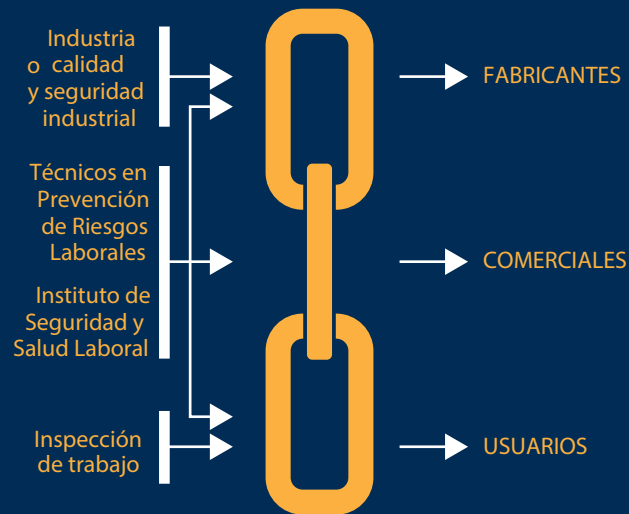 Industria
o calidad
y seguridad
industrial
FABRICANTES
Técnicos en
Prevención
de Riesgos
Laborales
Instituto de
Seguridad y
Salud Laboral
COMERCIALES
Inspección
de trabajo
USUARIOS